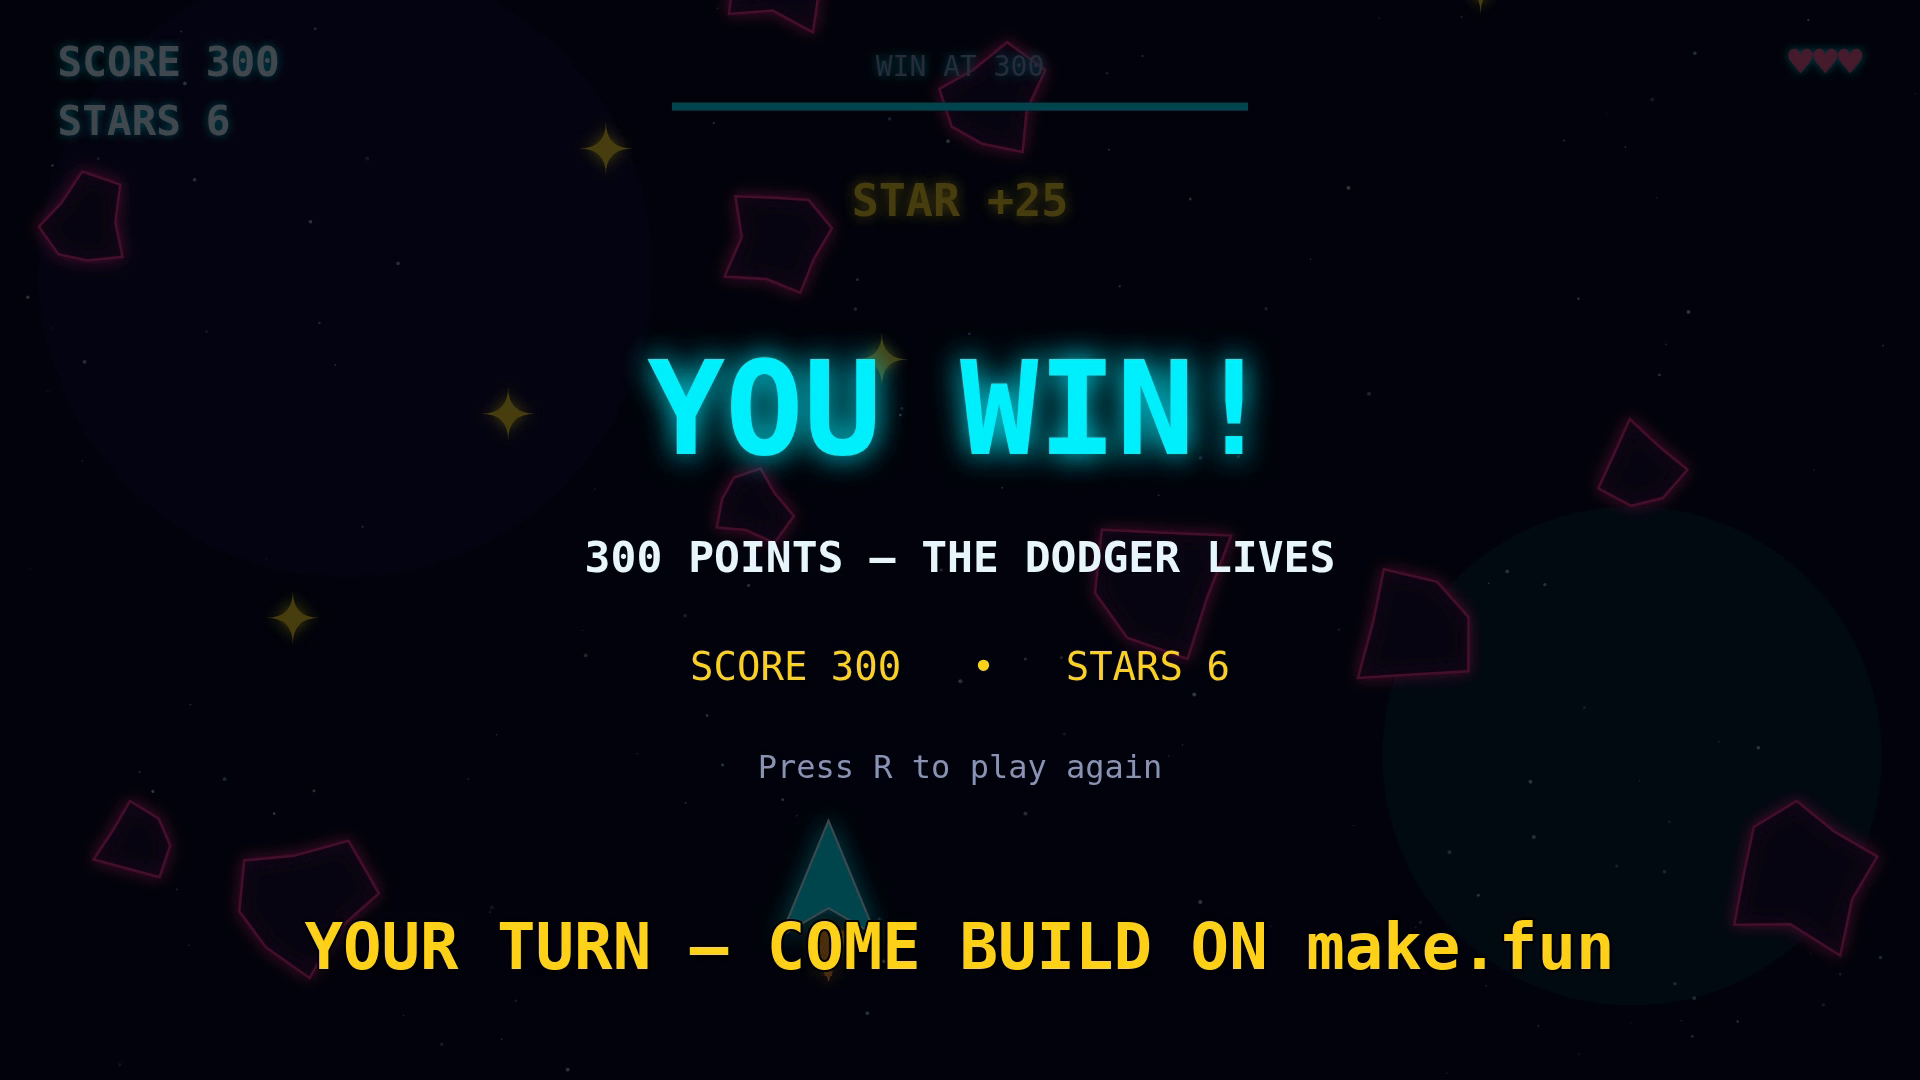 SCORE 300
STARS 6
WIN AT 300
♥♥♥
STAR +25
YOU WIN!
300 POINTS — THE DODGER LIVES
SCORE 300 • STARS 6
Press R to play again
YOUR TURN — COME BUILD ON make.fun